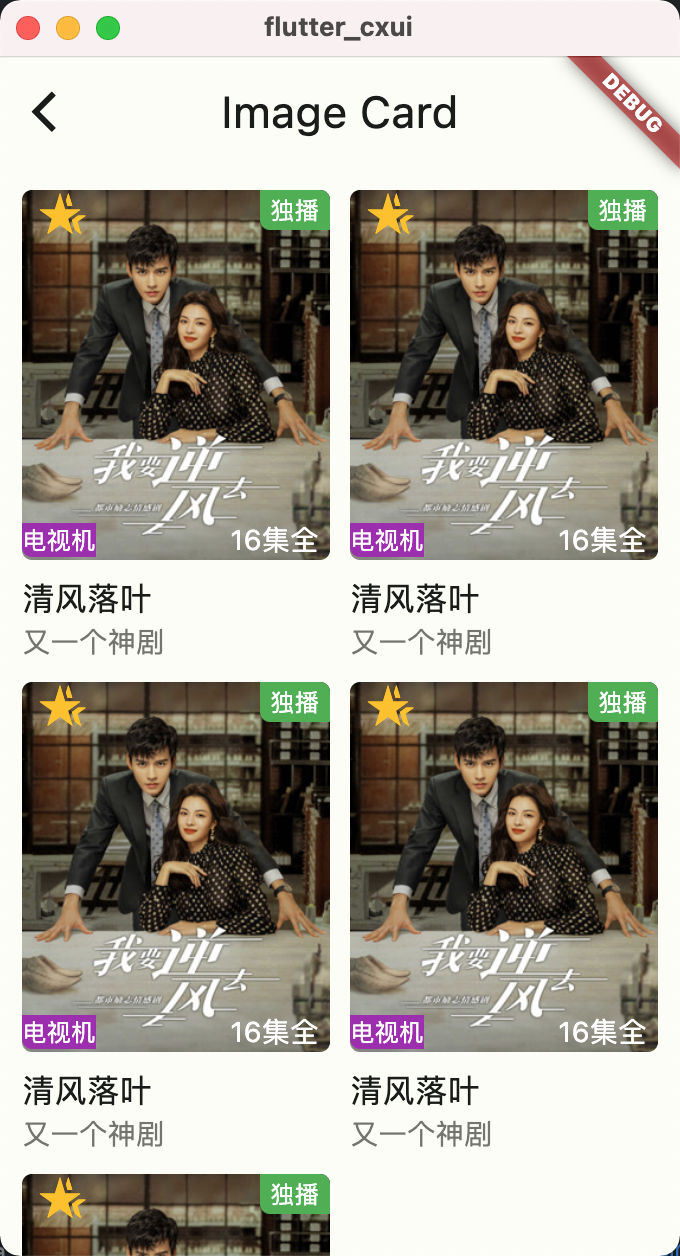 flutter_cxui
DEBUG
Image Card
独播
独播
我要逆风去
都市励志情感剧
我要逆风去
都市励志情感剧
电视机
16集全
电视机
16集全
清风落叶
清风落叶
又一个神剧
又一个神剧
独播
独播
我要逆风去
都市励志情感剧
我要逆风去
都市励志情感剧
电视机
16集全
电视机
16集全
清风落叶
清风落叶
又一个神剧
又一个神剧
独播